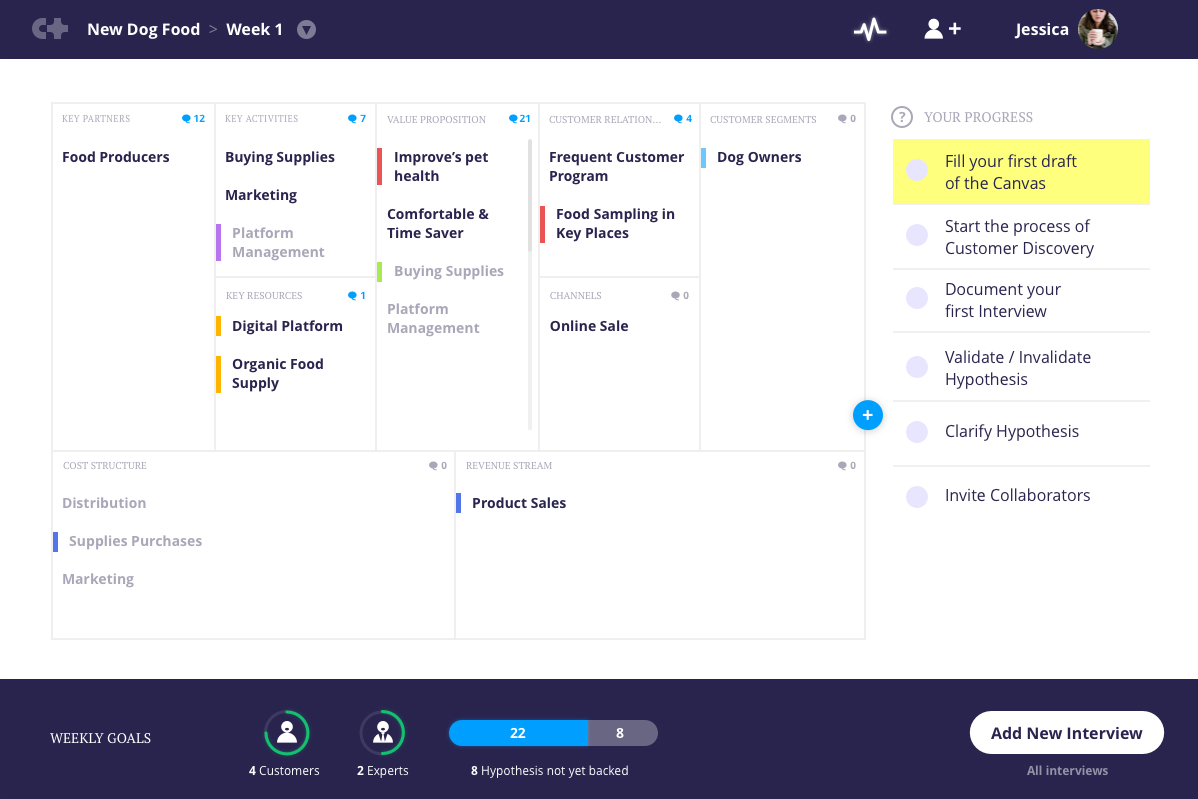 New Dog Food > Week 1
Jessica
KEY PARTNERS 12
Food Producers
KEY ACTIVITIES 7
Buying Supplies
Marketing
Platform
Management
KEY RESOURCES 1
Digital Platform
Organic Food
Supply
VALUE PROPOSITION 21
Improve’s pet
health
Comfortable &
Time Saver
Buying Supplies
Platform
Management
CUSTOMER RELATION... 4
Frequent Customer
Program
Food Sampling in
Key Places
CHANNELS 0
Online Sale
CUSTOMER SEGMENTS 0
Dog Owners
+
COST STRUCTURE 0
Distribution
Supplies Purchases
Marketing
REVENUE STREAM 0
Product Sales
? YOUR PROGRESS
Fill your first draft
of the Canvas
Start the process of
Customer Discovery
Document your
first Interview
Validate / Invalidate
Hypothesis
Clarify Hypothesis
Invite Collaborators
WEEKLY GOALS
4 Customers
2 Experts
22 8
8 Hypothesis not yet backed
Add New Interview
All interviews